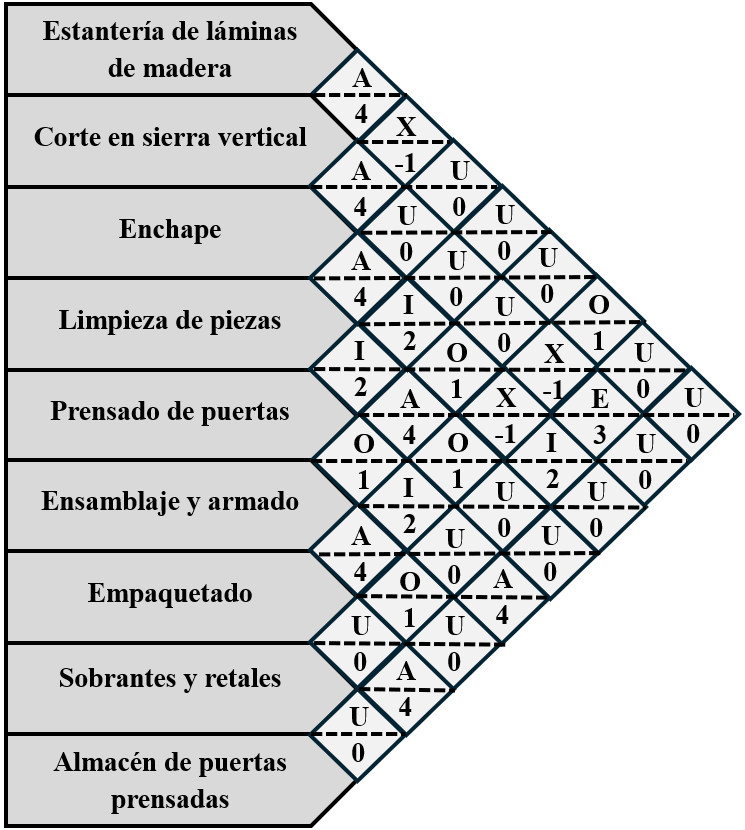 Estantería de láminas
de madera
Corte en sierra vertical
Enchape
Limpieza de piezas
Prensado de puertas
Ensamblaje y armado
Empaquetado
Sobrantes y retales
Almacén de puertas
prensadas
A
4
X
-1
A U
4 0
U U
0 0
A U U
4 0 0
I U O
2 0 1
I O X U
2 1 -1 0
A X E U
4 -1 3 0
O O I U
1 1 2 0
I U U
2 0 0
A U U
4 0 0
O A
1 4
U U
0 0
A
4
U
0